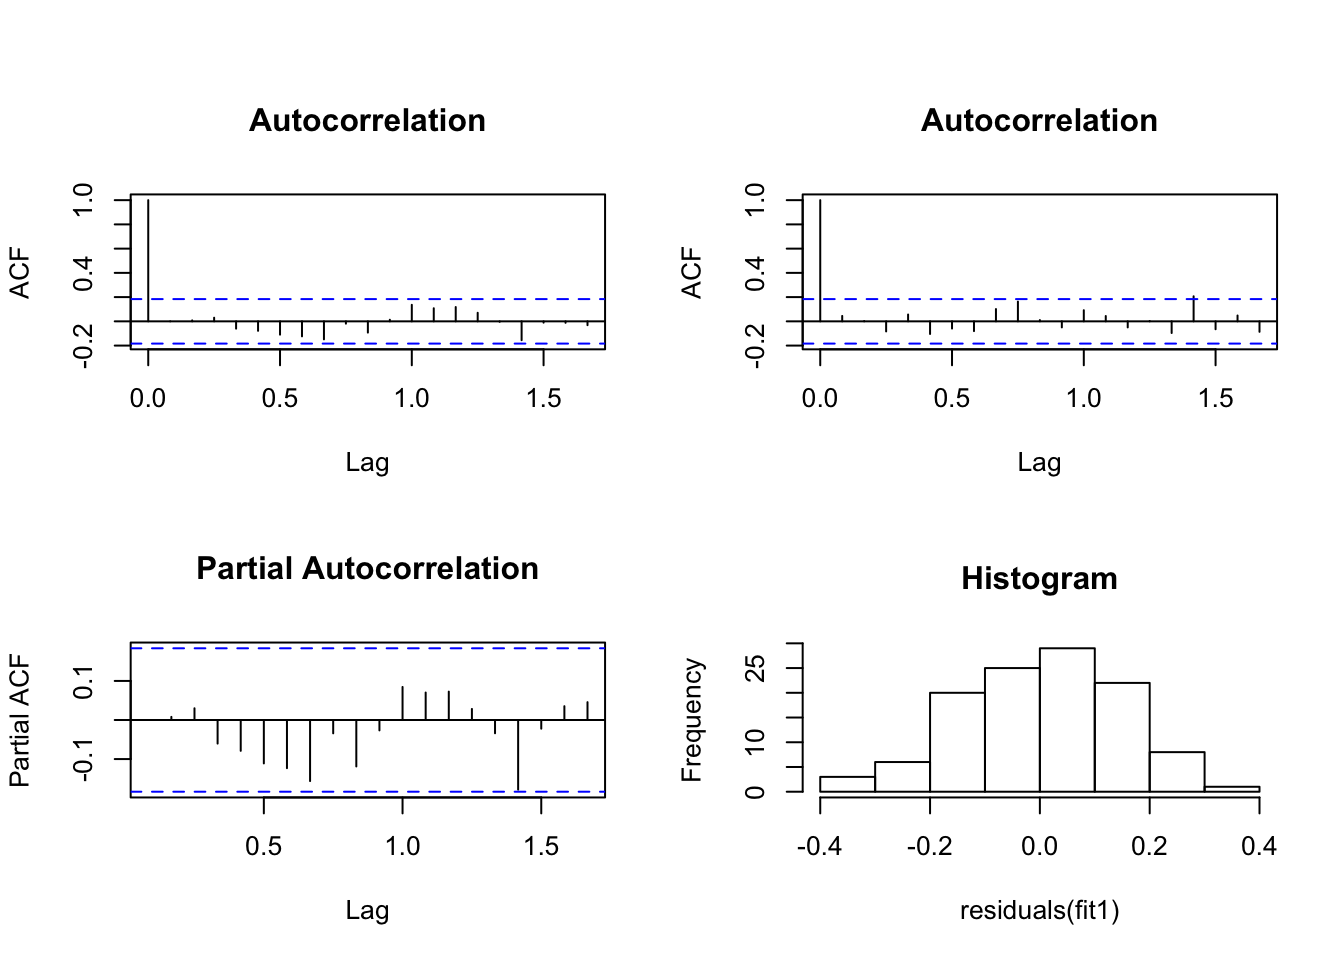 Autocorrelation
ACF
1.0
0.4
-0.2
0.0 0.5 1.0 1.5
Lag
Autocorrelation
ACF
1.0
0.4
-0.2
0.0 0.5 1.0 1.5
Lag
Partial Autocorrelation
Partial ACF
0.1
-0.1
0.5 1.0 1.5
Lag
Histogram
Frequency
25
10
0
-0.4 -0.2 0.0 0.2 0.4
residuals(fit1)